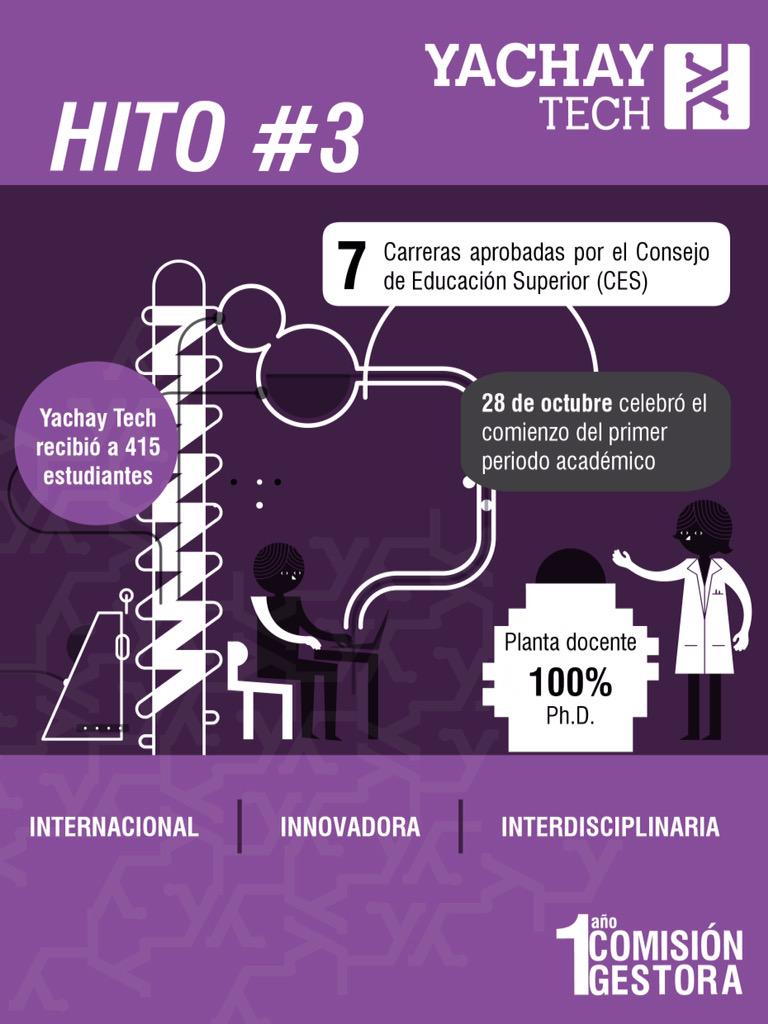 YACHAY
TECH
HITO #3
7
Carreras aprobadas por el Consejo
de Educación Superior (CES)
Yachay Tech
recibió a 415
estudiantes
28 de octubre celebró el
comienzo del primer
periodo académico
Planta docente
100%
Ph.D.
INTERNACIONAL
INNOVADORA
INTERDISCIPLINARIA
1 año
COMISIÓN
GESTORA